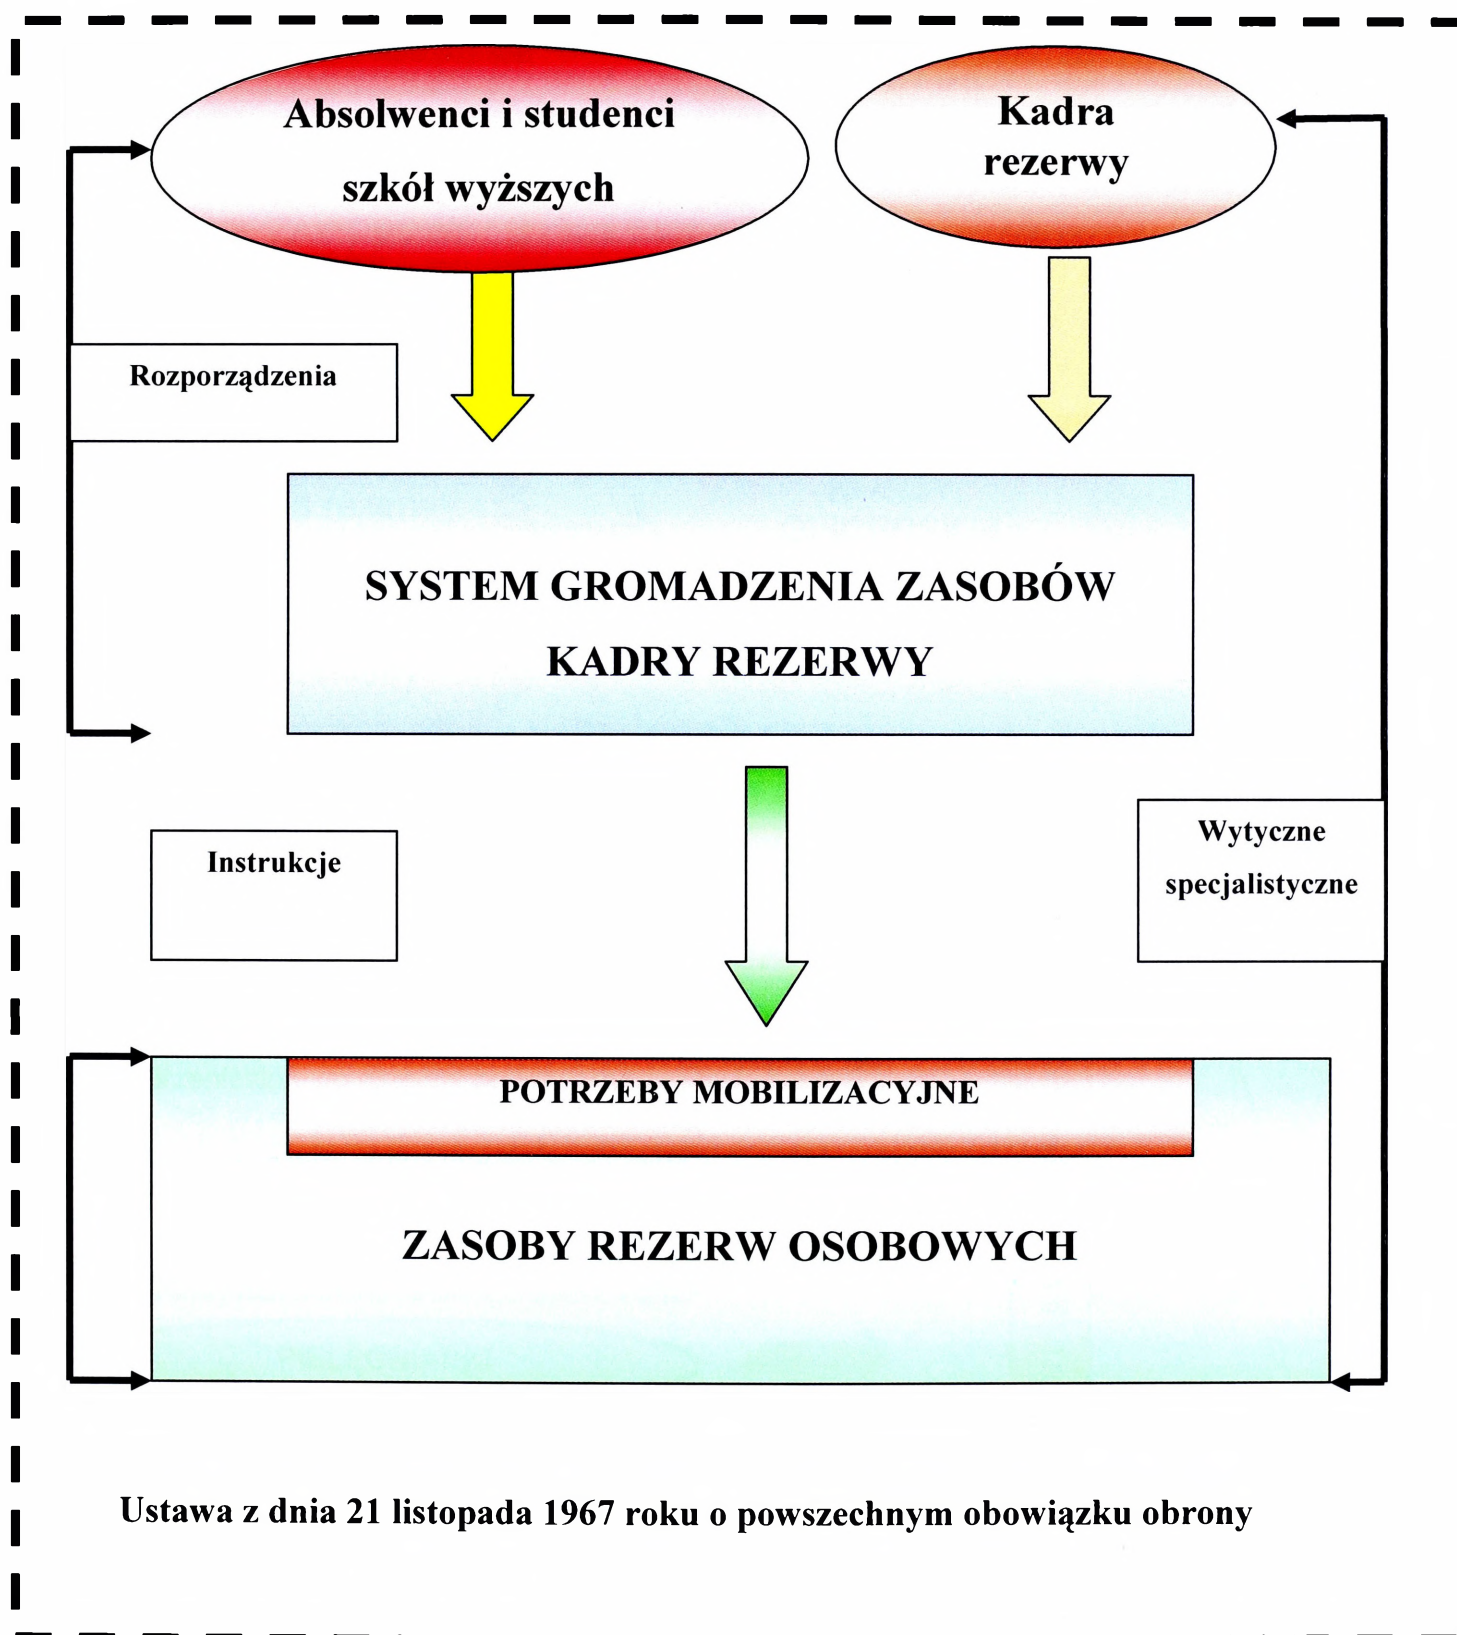 Absolwenci i studenci
szkół wyższych
Kadra
rezerwy
Rozporządzenia
SYSTEM GROMADZENIA ZASOBÓW
KADRY REZERWY
Instrukcje
Wytyczne
specjalistyczne
POTRZEBY MOBILIZACYJNE
ZASOBY REZERW OSOBOWYCH
Ustawa z dnia 21 listopada 1967 roku o powszechnym obowiązku obrony